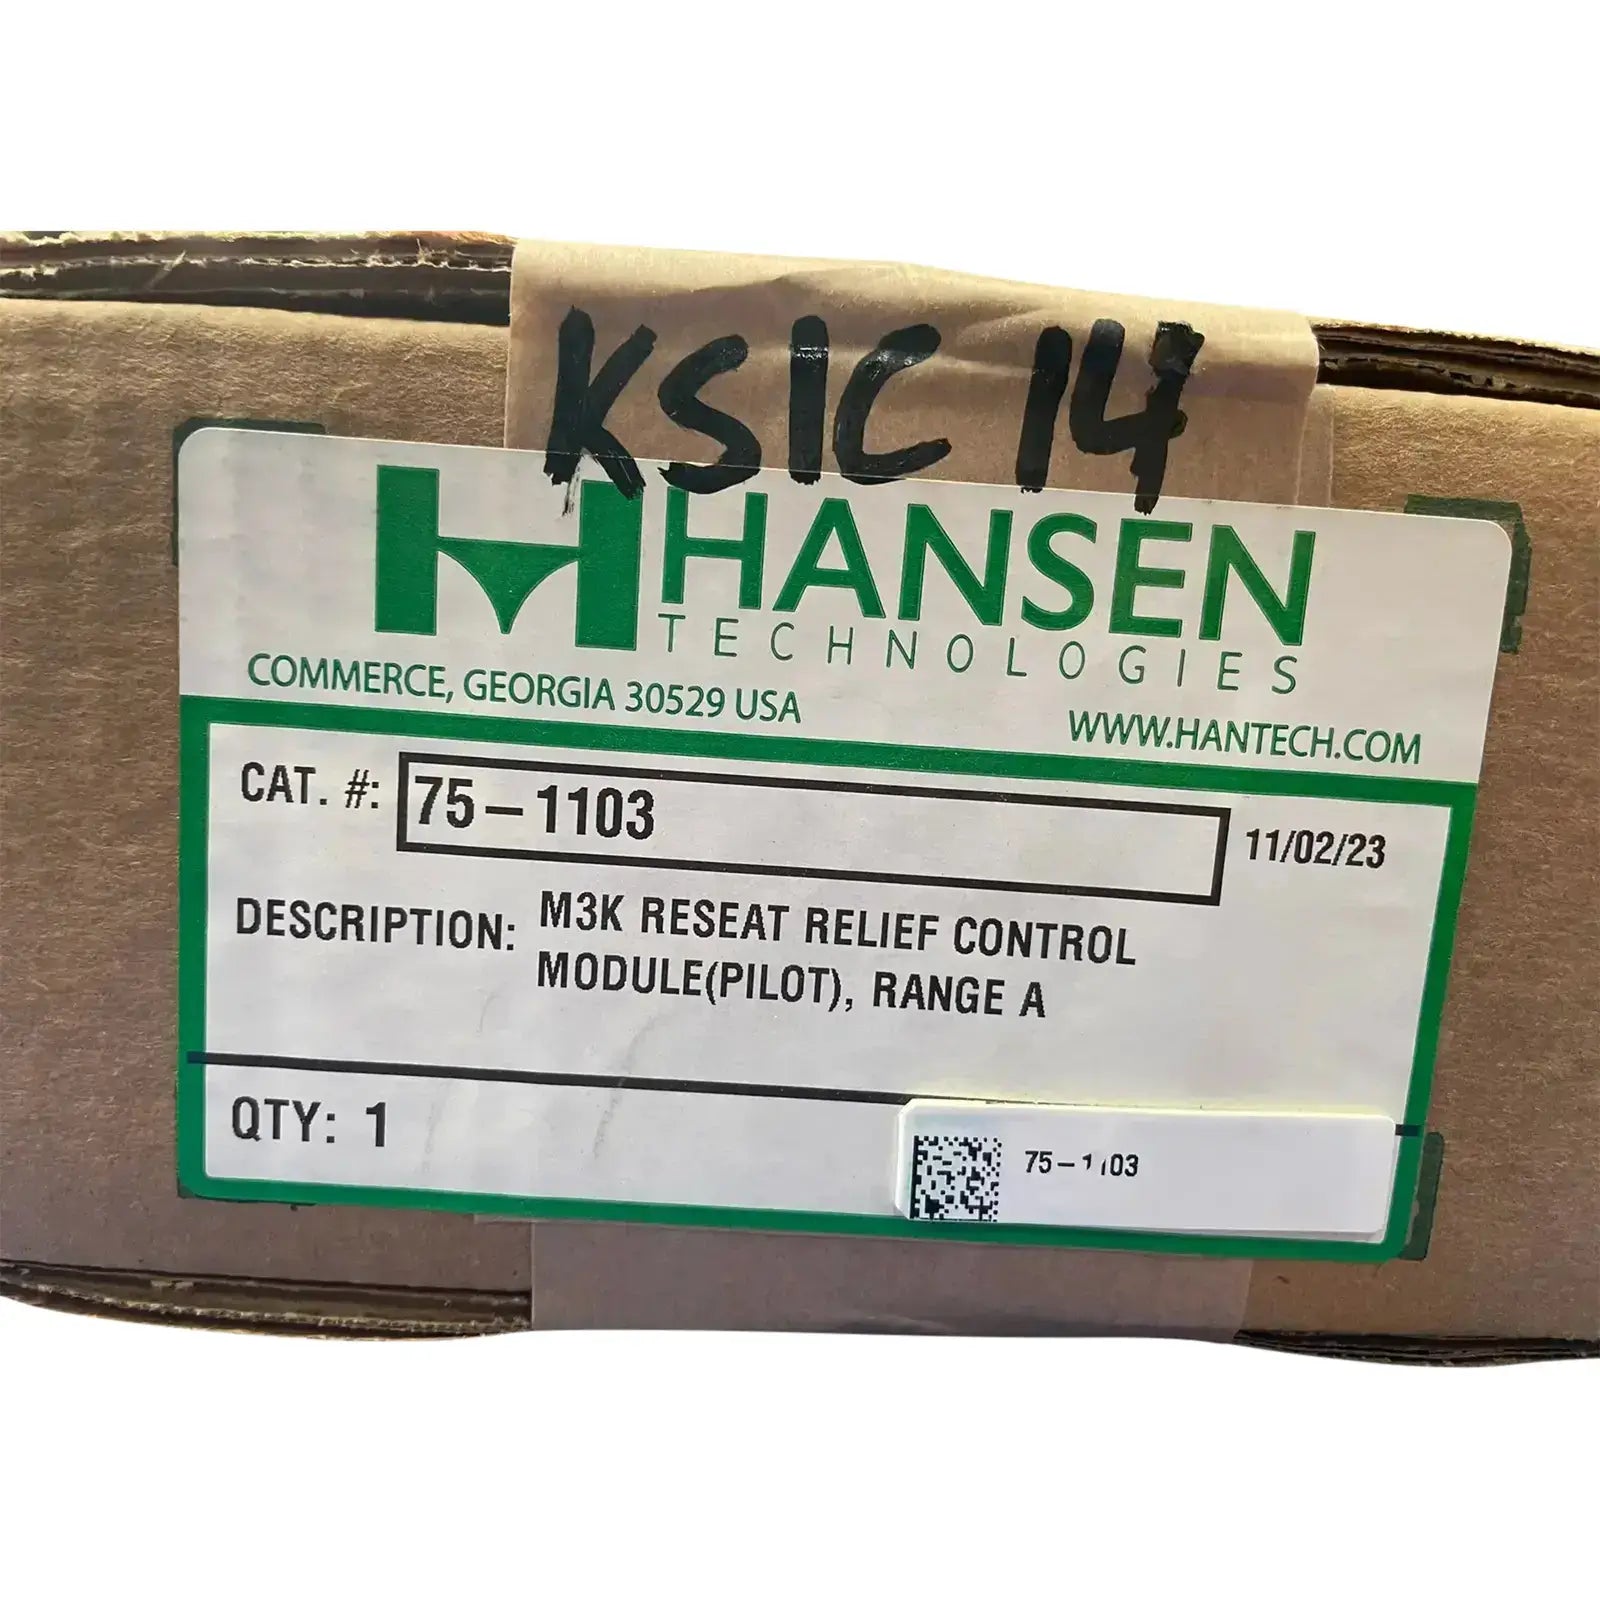 KSIC 14
HANSEN
TECHNOLOGIES
COMMERCE, GEORGIA 30529 USA
WWW.HANTECH.COM
CAT. #: 75-1103
11/02/23
DESCRIPTION: M3K RESEAT RELIEF CONTROL
MODULE(PILOT), RANGE A
QTY: 1
75-1103